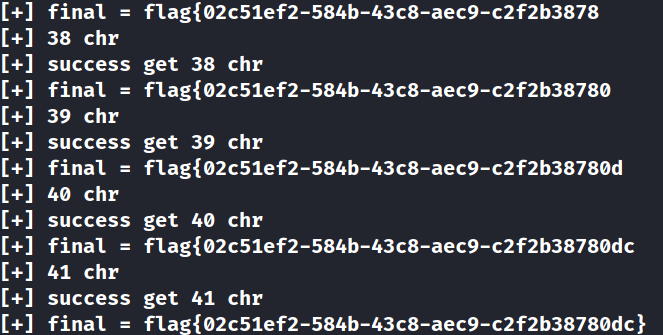 [+] final = flag{02c51ef2-584b-43c8-aec9-c2f2b3878
[+] 38 chr
[+] success get 38 chr
[+] final = flag{02c51ef2-584b-43c8-aec9-c2f2b38780
[+] 39 chr
[+] success get 39 chr
[+] final = flag{02c51ef2-584b-43c8-aec9-c2f2b38780d
[+] 40 chr
[+] success get 40 chr
[+] final = flag{02c51ef2-584b-43c8-aec9-c2f2b38780dc
[+] 41 chr
[+] success get 41 chr
[+] final = flag{02c51ef2-584b-43c8-aec9-c2f2b38780dc}